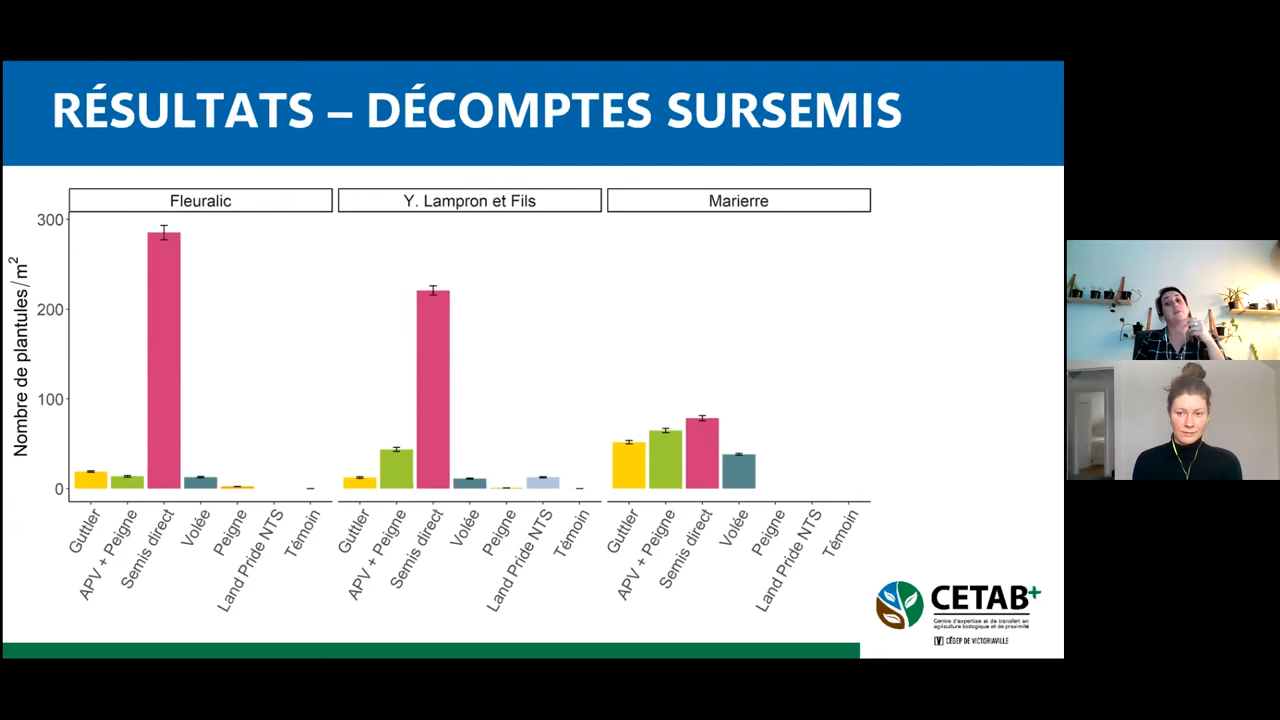 RÉSULTATS – DÉCOMPTES SURSEMIS
Fleuralic
Y. Lampron et Fils
Marierre
Nombre de plantules/m²
300
200
100
0
Guttler
APV + Peigne
Semis direct
Volée
Peigne
Land Pride NTS
Témoin
Guttler
APV + Peigne
Semis direct
Volée
Peigne
Land Pride NTS
Témoin
Guttler
APV + Peigne
Semis direct
Volée
Peigne
Land Pride NTS
Témoin
CETAB+
Centre d'expertise et de transfert en
agriculture biologique et de proximité
CÉGEP DE VICTORIAVILLE